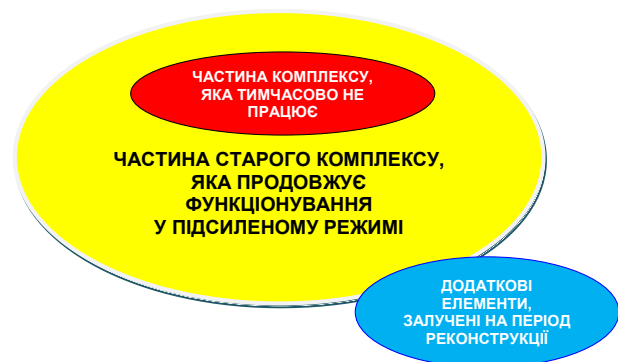 ЧАСТИНА КОМПЛЕКСУ,
ЯКА ТИМЧАСОВО НЕ
ПРАЦЮЄ
ЧАСТИНА СТАРОГО КОМПЛЕКСУ,
ЯКА ПРОДОВЖУЄ
ФУНКЦІОНУВАННЯ
У ПІДСИЛЕНОМУ РЕЖИМІ
ДОДАТКОВІ
ЕЛЕМЕНТИ,
ЗАЛУЧЕНІ НА ПЕРІОД
РЕКОНСТРУКЦІЇ